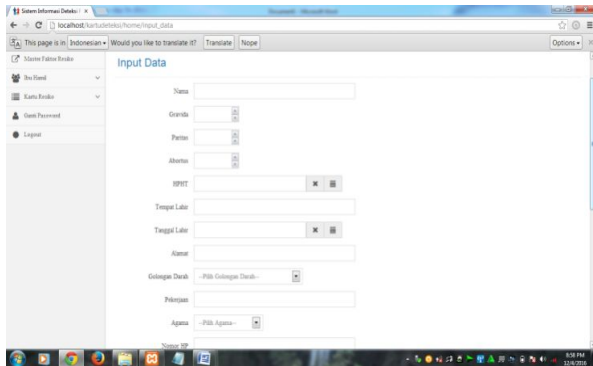 Sistem Informasi Deteksi F
localhost/kartudeteksi/home/input_data
This page is in Indonesian Would you like to translate it? Translate Nope Options
Master Faktor Resiko
Ibu Hamil
Kartu Resiko
Ganti Password
Logout
Input Data
Nama
Gravida
Paritas
Abortus
HPHT
Tempat Lahir
Tanggal Lahir
Alamat
Golongan Darah --Pilih Golongan Darah--
Pekerjaan
Agama --Pilih Agama--
Nomor HP
9:50 PM
12/4/2016